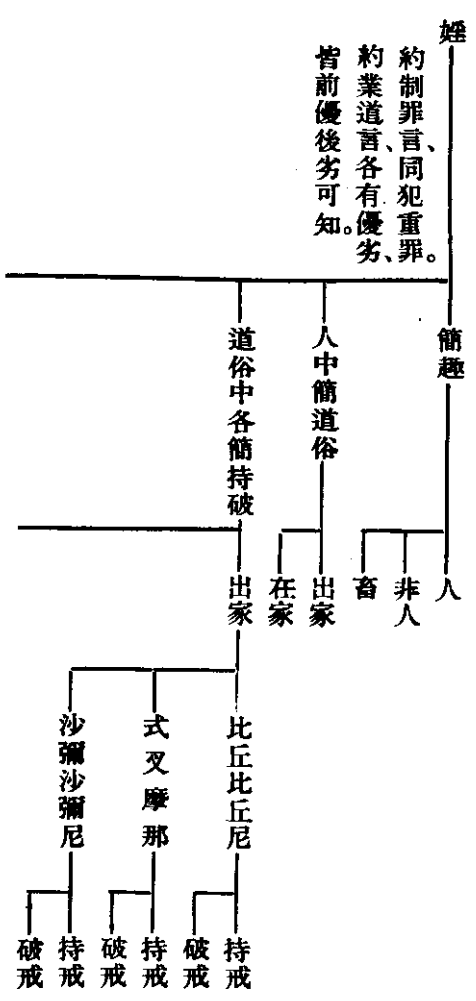 婬
約制罪言、同犯重罪。
約業道言、各有優劣、
皆前優後劣可知。
簡趣
人
非人
畜
人中簡道俗
出家
在家
道俗中各簡持破
出家
比丘比丘尼
持戒
破戒
式叉摩那
持戒
破戒
沙彌沙彌尼
持戒
破戒